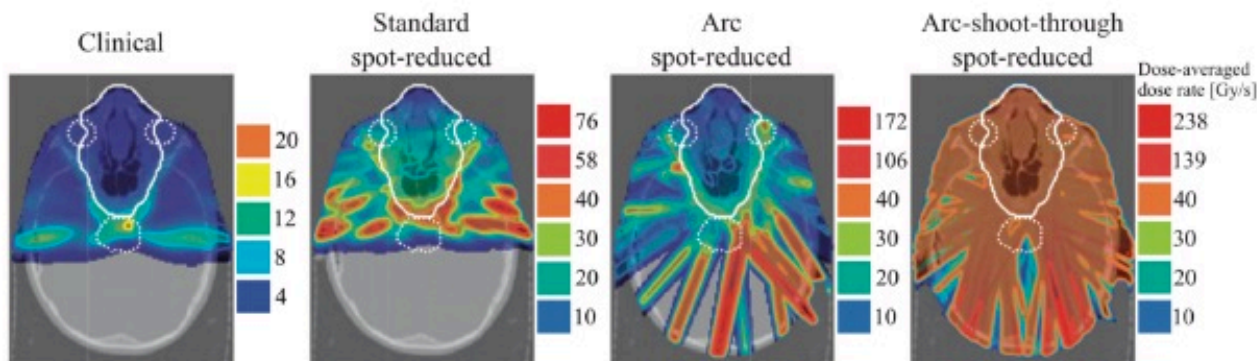 Clinical
Standard
spot-reduced
Arc
spot-reduced
Arc-shoot-through
spot-reduced
Dose-averaged
dose rate [Gy/s]
20
16
12
8
4
76
58
40
30
20
10
172
106
40
30
20
10
238
139
40
30
20
10